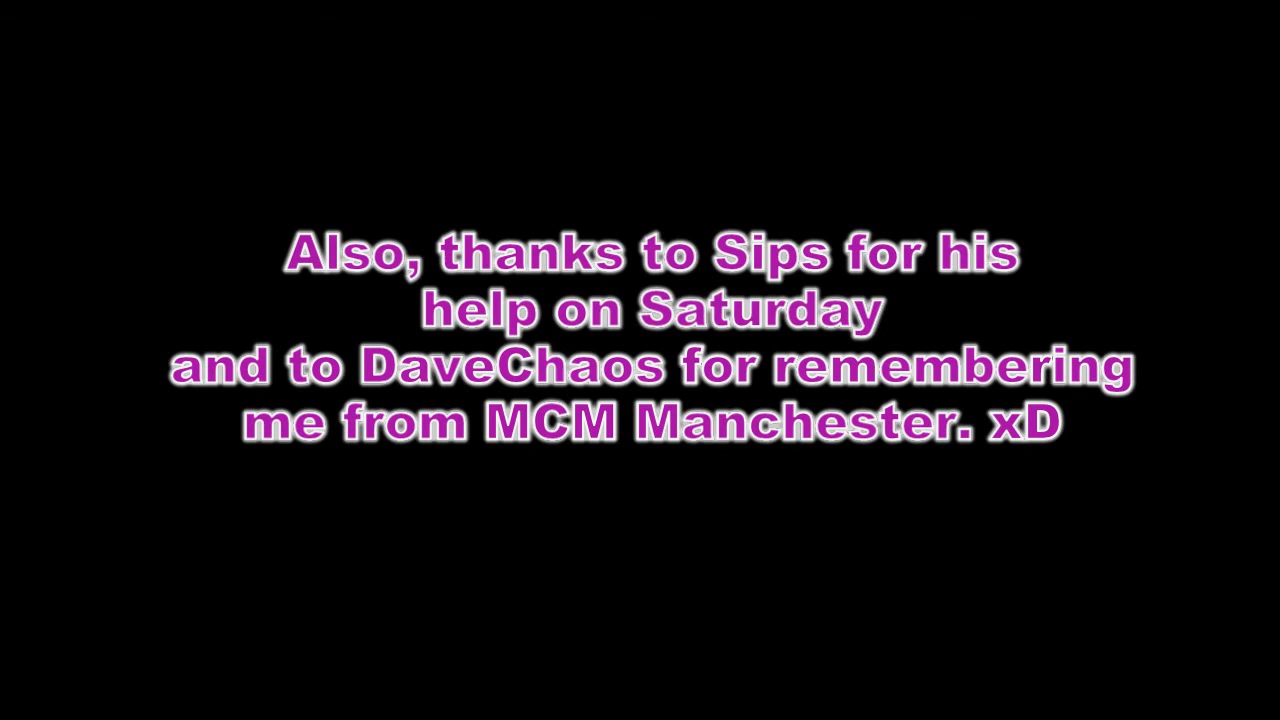 Also, thanks to Sips for his
help on Saturday
and to DaveChaos for remembering
me from MCM Manchester. xD